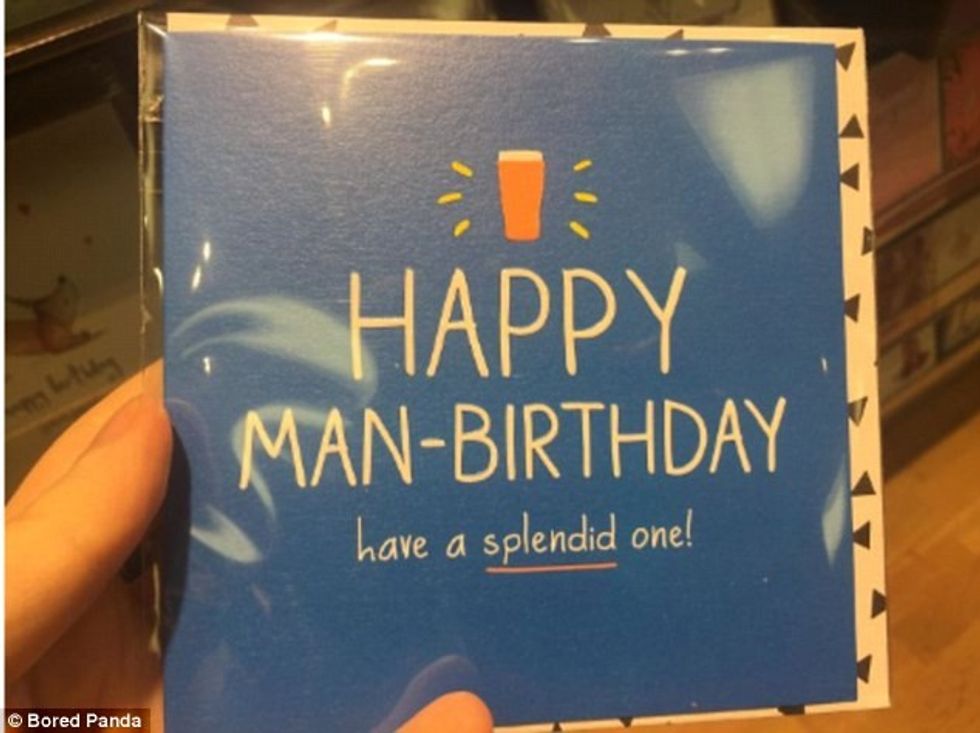 HAPPY
MAN-BIRTHDAY
have a splendid one!
© Bored Panda